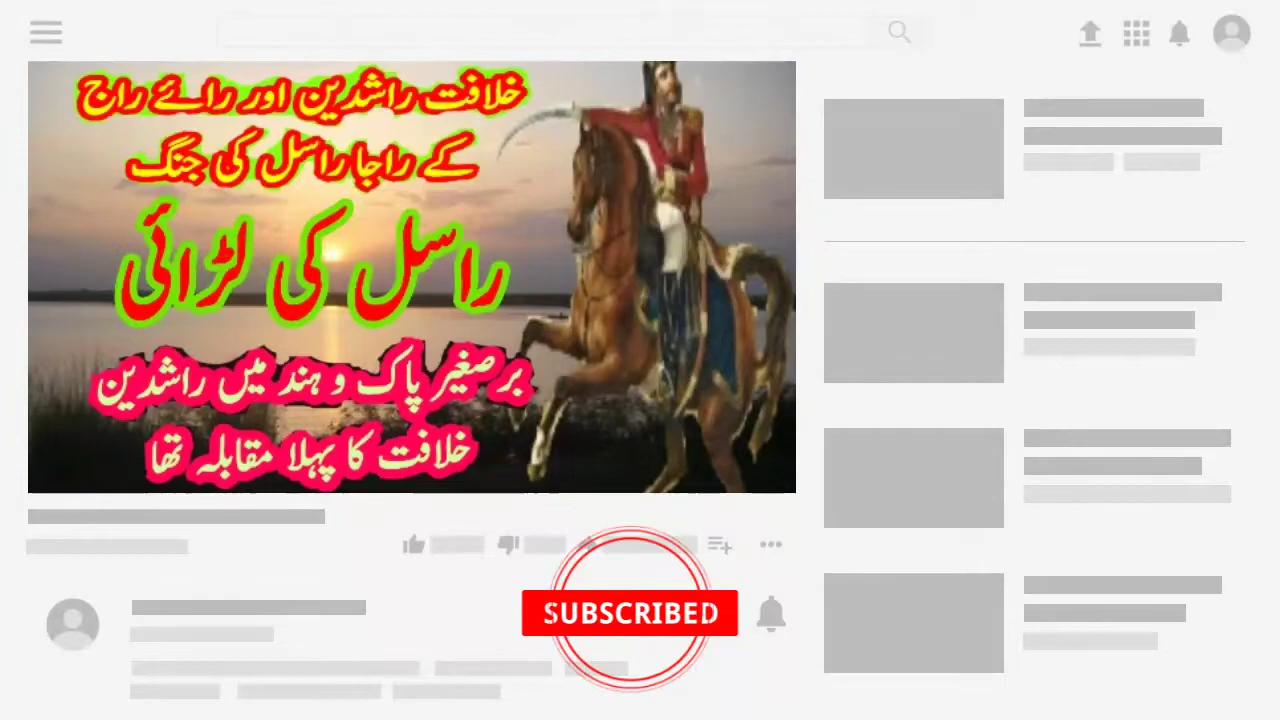 خلافت راشدین اور رائے راج
کے راجا راسل کی جنگ
راسل کی لڑائی
برصغیر پاک و ہند میں راشدین
خلافت کا پہلا مقابلہ تھا
SUBSCRIBED